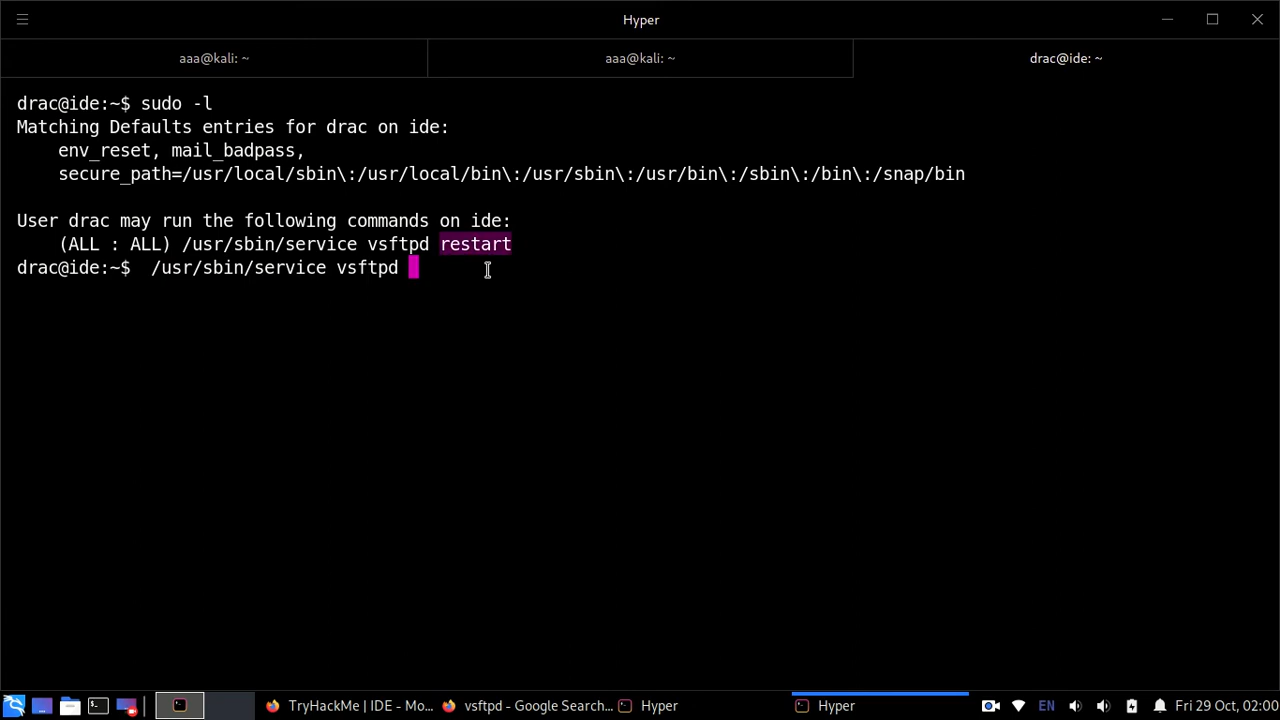 Hyper
aaa@kali: ~
aaa@kali: ~
drac@ide: ~
drac@ide:~$ sudo -l
Matching Defaults entries for drac on ide:
    env_reset, mail_badpass,
    secure_path=/usr/local/sbin\:/usr/local/bin\:/usr/sbin\:/usr/bin\:/sbin\:/bin\:/snap/bin
User drac may run the following commands on ide:
    (ALL : ALL) /usr/sbin/service vsftpd restart
drac@ide:~$  /usr/sbin/service vsftpd
TryHackMe | IDE - Mo...
vsftpd - Google Search...
Hyper
Hyper
EN
Fri 29 Oct, 02:00